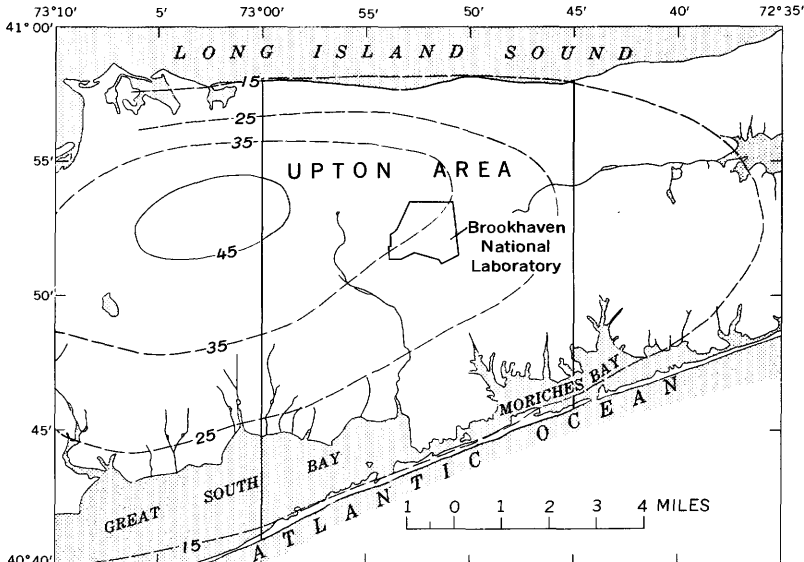 73°10' 5' 73°00' 55' 50' 45' 40' 72°35'
41°00'
LONG ISLAND SOUND
15
25
35
55'
UPTON AREA
45
Brookhaven
National
Laboratory
50'
35
25
45'
MORICHES BAY
GREAT SOUTH BAY
ATLANTIC OCEAN
1 0 1 2 3 4 MILES
15
40°40'